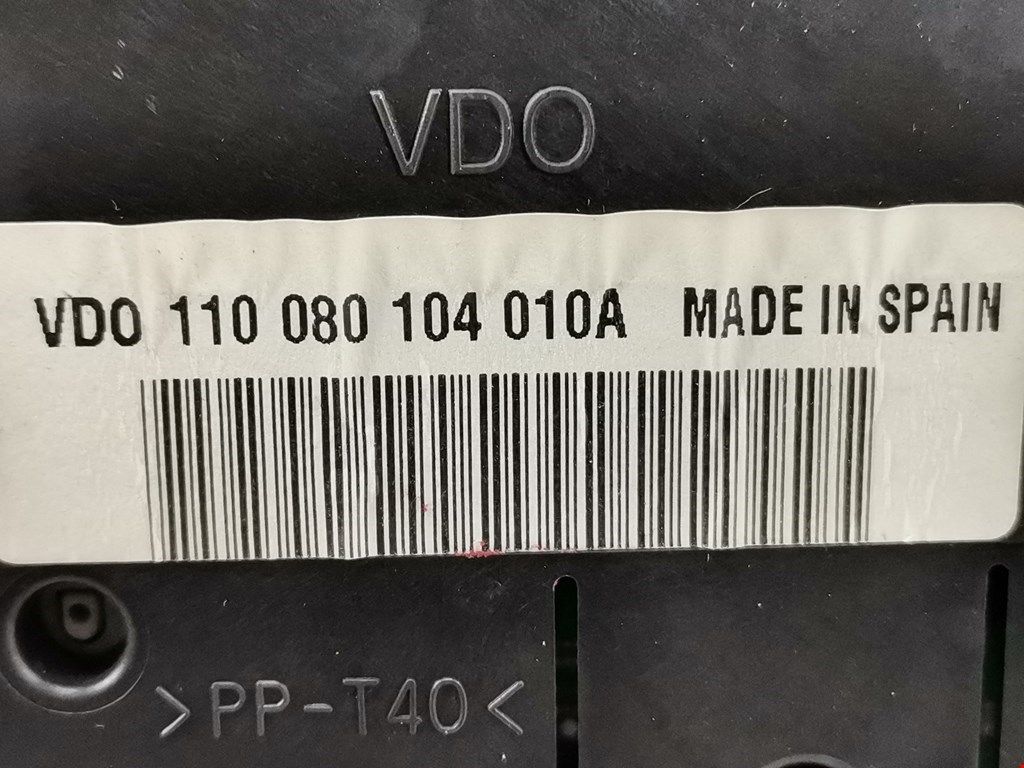 VDO
VDO 110 080 104 010A MADE IN SPAIN
>PP-T40<